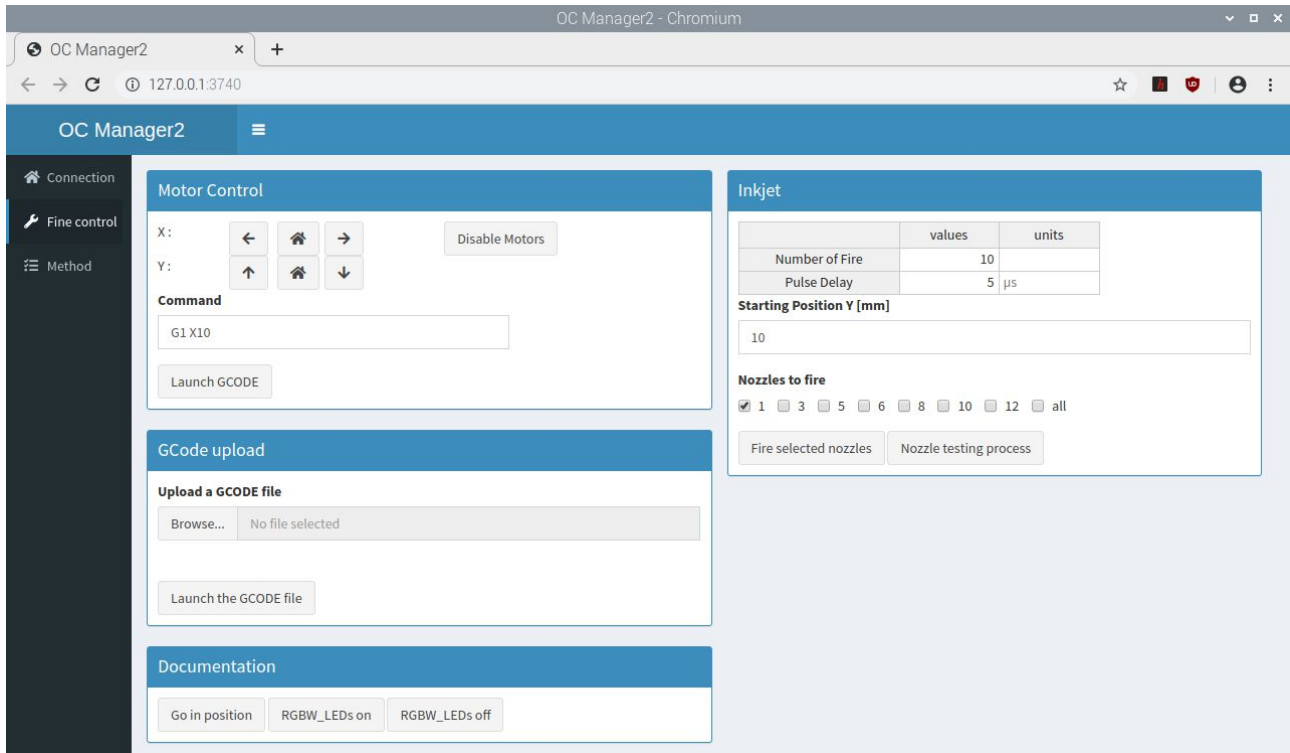 OC Manager2 - Chromium
OC Manager2
127.0.0.1:3740
OC Manager2
Connection
Fine control
Method
Motor Control
X :
Disable Motors
Y :
Command
G1 X10
Launch GCODE
GCode upload
Upload a GCODE file
Browse... No file selected
Launch the GCODE file
Documentation
Go in position RGBW_LEDs on RGBW_LEDs off
Inkjet
values units
Number of Fire 10
Pulse Delay 5 µs
Starting Position Y [mm]
10
Nozzles to fire
1 3 5 6 8 10 12 all
Fire selected nozzles Nozzle testing process